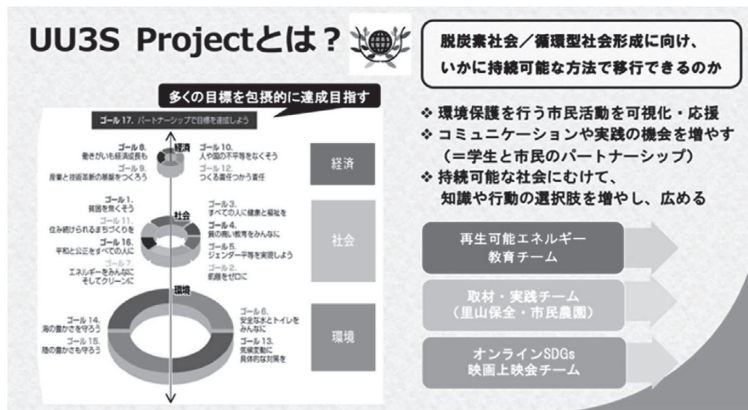 UU3S Projectとは？
脱炭素社会／循環型社会形成に向け、
いかに持続可能な方法で移行できるのか
多くの目標を包摂的に達成目指す
ゴール 17. パートナーシップで目標を達成しよう
ゴール 8.
働きがいも経済成長も
ゴール 9.
産業と技術革新の基盤をつくろう
経済
ゴール 10.
人や国の不平等をなくそう
ゴール 12.
つくる責任つかう責任
経済
ゴール 1.
貧困を無くそう
ゴール 11.
住み続けられるまちづくりを
ゴール 16.
平和と公正をすべての人に
ゴール 7.
エネルギーをみんなに
そしてクリーンに
社会
ゴール 3.
すべての人に健康と福祉を
ゴール 4.
質の高い教育をみんなに
ゴール 5.
ジェンダー平等を実現しよう
ゴール 2.
飢餓をゼロに
社会
環境
ゴール 14.
海の豊かさを守ろう
ゴール 15.
陸の豊かさも守ろう
ゴール 6.
安全な水とトイレを
みんなに
ゴール 13.
気候変動に
具体的な対策を
環境
❖ 環境保護を行う市民活動を可視化・応援
❖ コミュニケーションや実践の機会を増やす
（＝学生と市民のパートナーシップ）
❖ 持続可能な社会にむけて、
知識や行動の選択肢を増やし、広める
再生可能エネルギー
教育チーム
取材・実践チーム
（里山保全・市民農園）
オンラインSDGs
映画上映会チーム